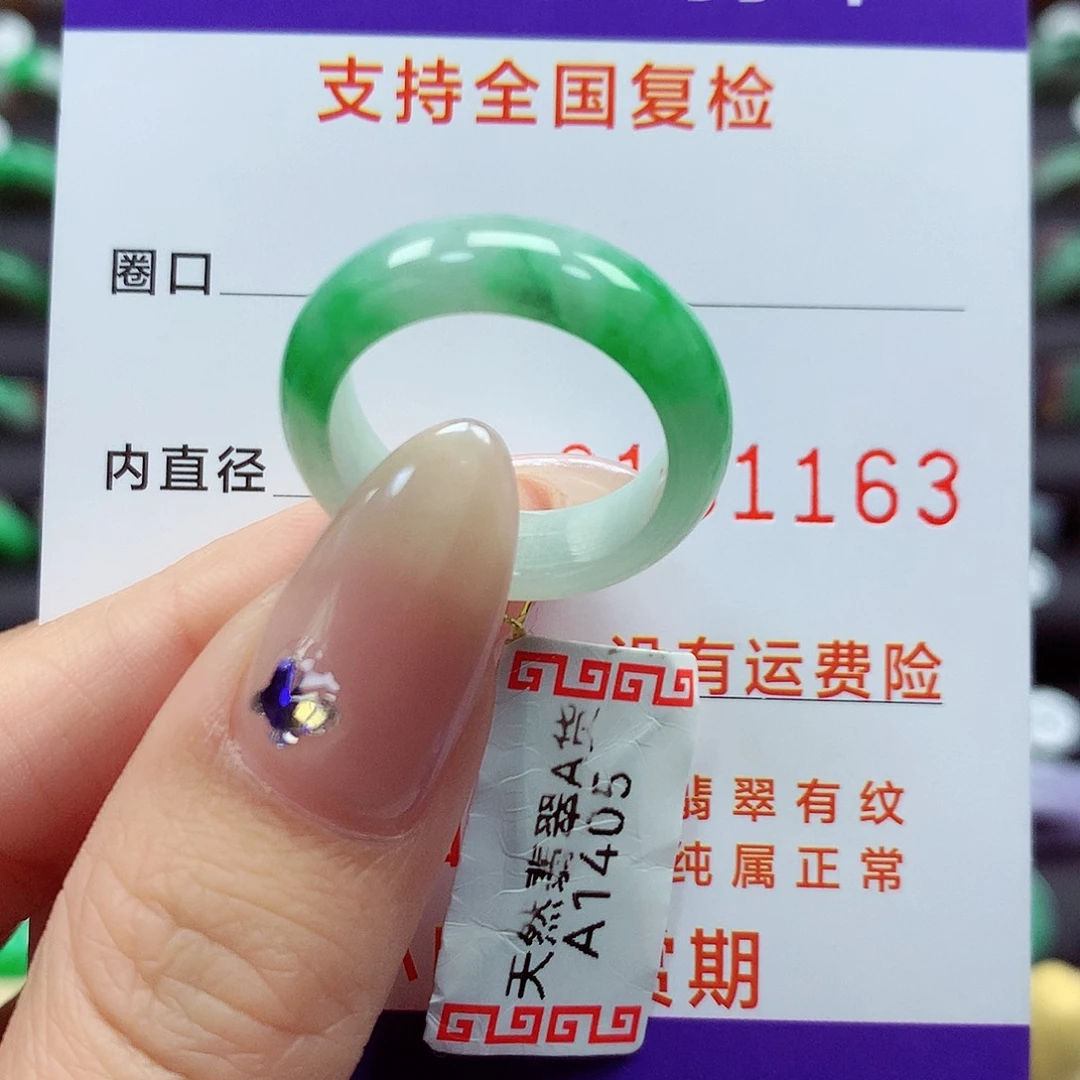 支持全国复检
圈口
内直径
1163
有运费险
翡翠有纹
纯属正常
期
天然翡翠A货
A1405